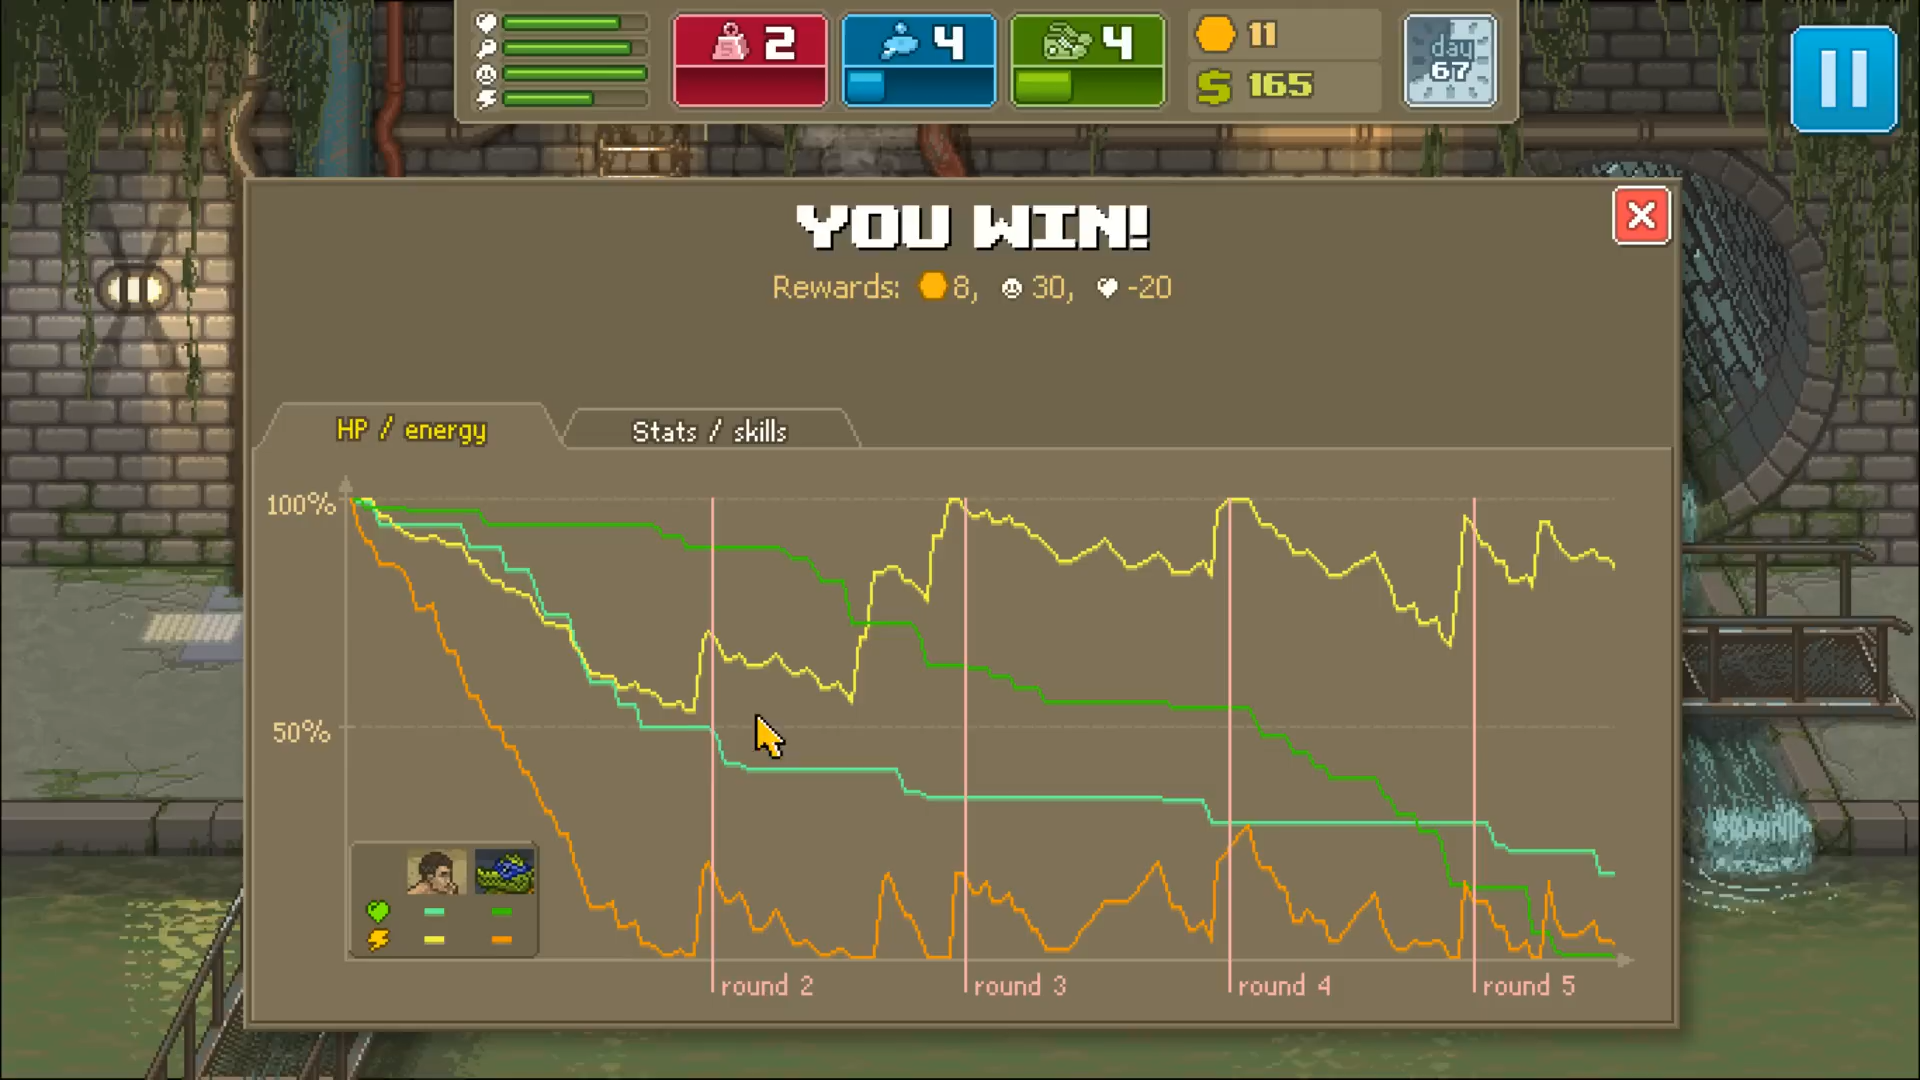 2
4
4
11
165
day
67
YOU WIN!
Rewards: 8, 30, -20
HP / energy
Stats / skills
100%
50%
round 2
round 3
round 4
round 5